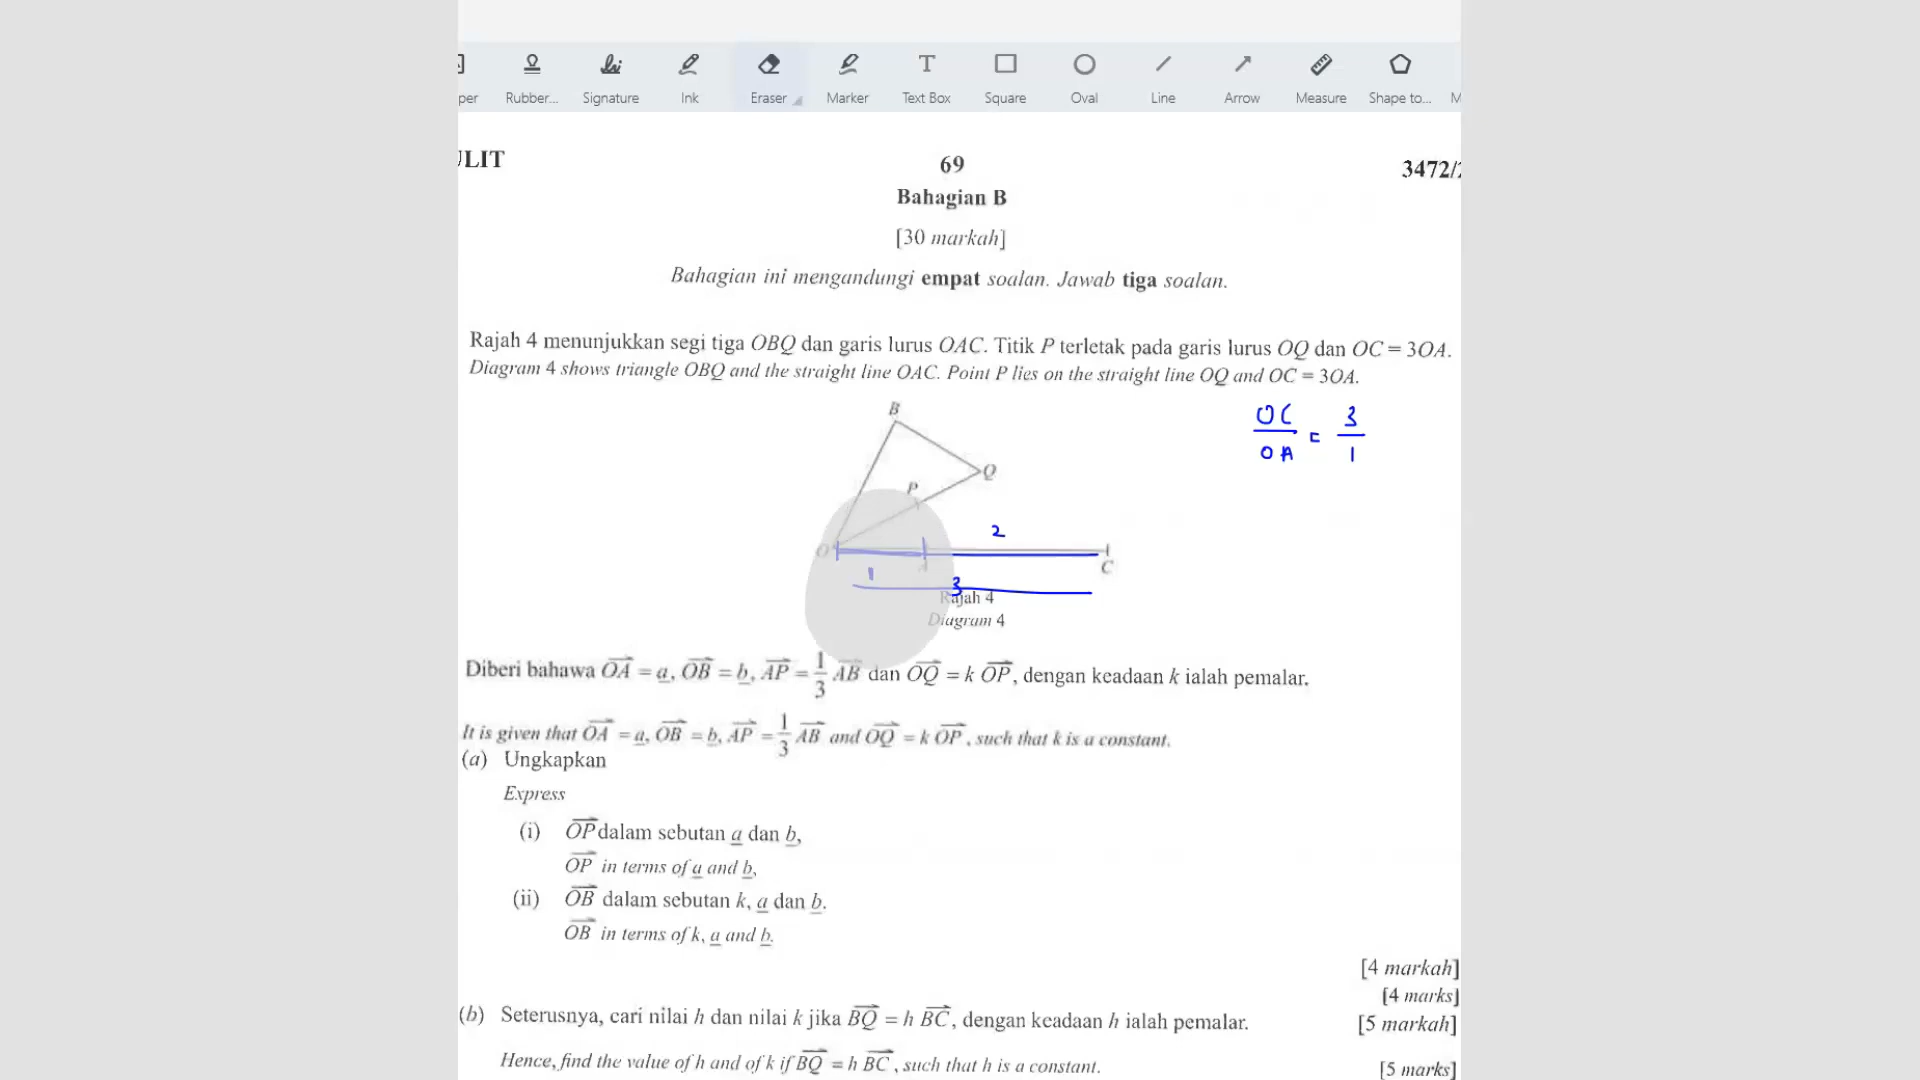 per Rubber... Signature Ink Eraser Marker Text Box Square Oval Line Arrow Measure Shape to... M
ULIT 69 3472/2
Bahagian B
[30 markah]
Bahagian ini mengandungi empat soalan. Jawab tiga soalan.
Rajah 4 menunjukkan segi tiga OBQ dan garis lurus OAC. Titik P terletak pada garis lurus OQ dan OC = 3OA.
Diagram 4 shows triangle OBQ and the straight line OAC. Point P lies on the straight line OQ and OC = 3OA.
B
OC/OA = 3/1
Q
P
2
O
A
C
1
3
Rajah 4
Diagram 4
Diberi bahawa →OA = a, →OB = b, →AP = 1/3 →AB dan →OQ = k →OP, dengan keadaan k ialah pemalar.
It is given that →OA = a, →OB = b, →AP = 1/3 →AB and →OQ = k →OP, such that k is a constant.
(a) Ungkapkan
Express
(i) →OP dalam sebutan a dan b,
→OP in terms of a and b,
(ii) →OB dalam sebutan k, a dan b.
→OB in terms of k, a and b.
[4 markah]
[4 marks]
(b) Seterusnya, cari nilai h dan nilai k jika →BQ = h →BC, dengan keadaan h ialah pemalar. [5 markah]
Hence, find the value of h and of k if →BQ = h →BC, such that h is a constant. [5 marks]